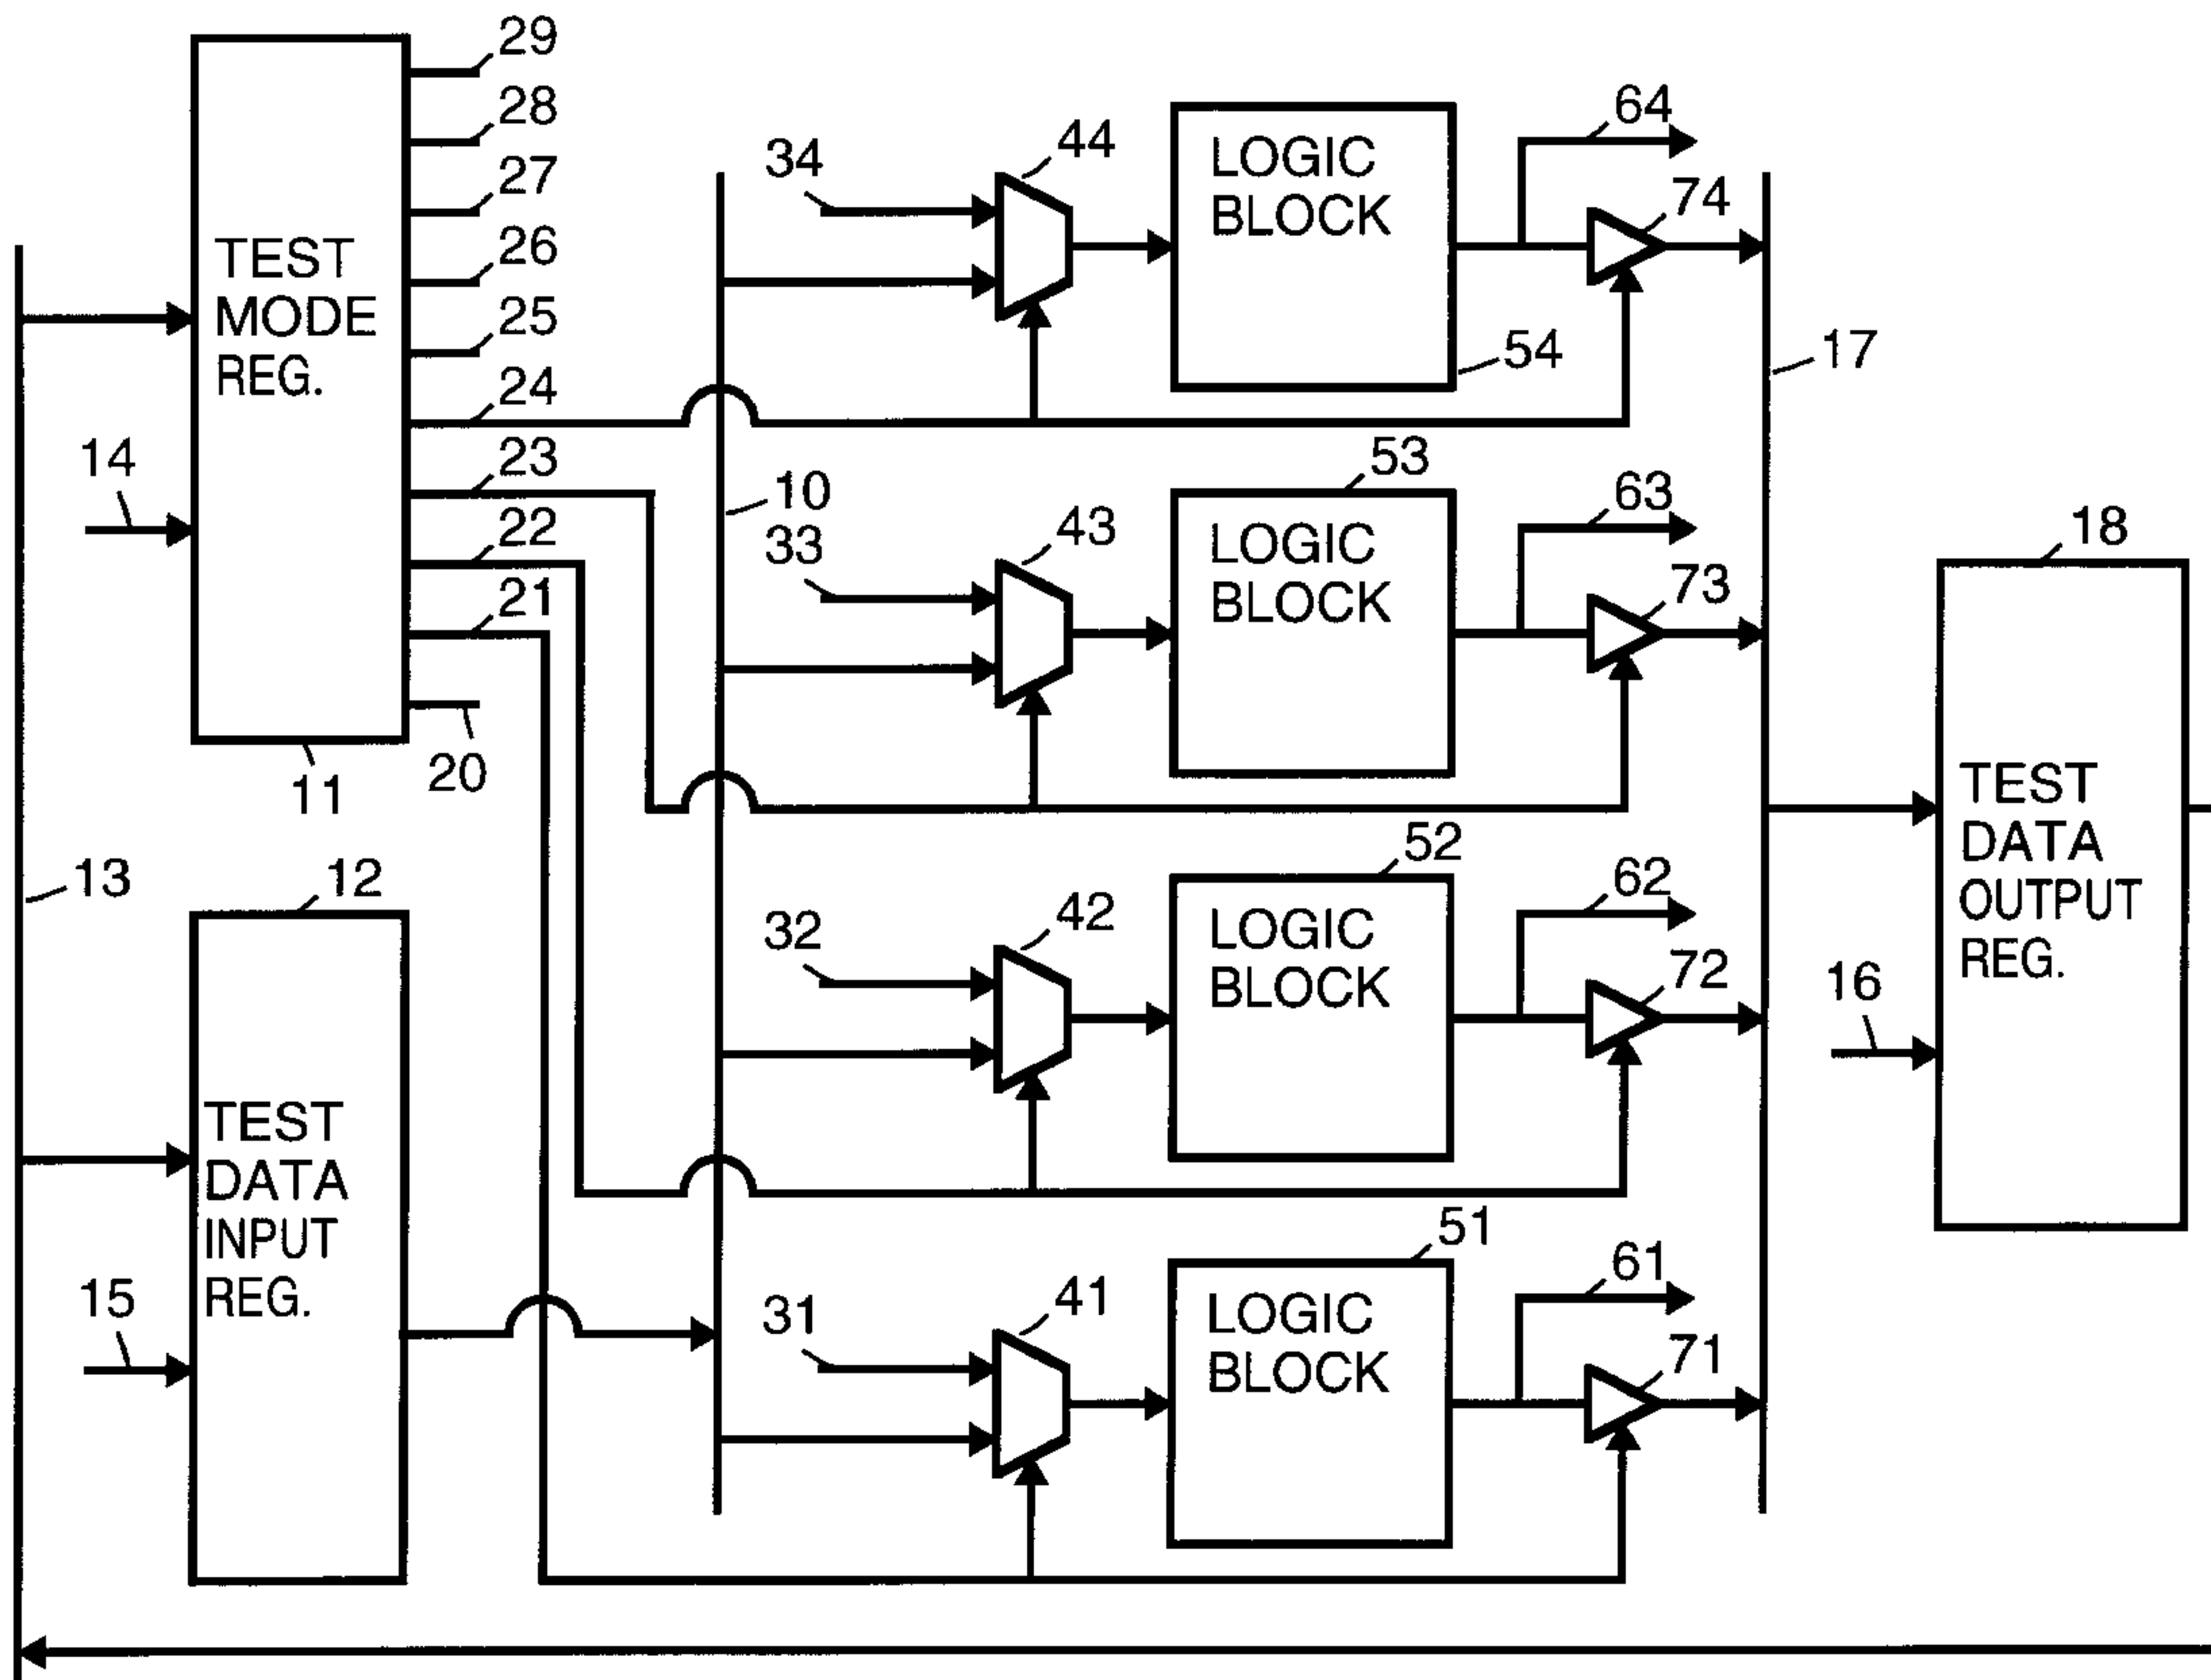 29
28
27
26
25
24
23
22
21
20
TEST
MODE
REG.
14
11
13
12
TEST
DATA
INPUT
REG.
15
10
34
44
LOGIC
BLOCK
54
64
74
17
33
43
53
LOGIC
BLOCK
63
73
32
42
52
LOGIC
BLOCK
62
72
31
41
51
LOGIC
BLOCK
61
71
18
TEST
DATA
OUTPUT
REG.
16